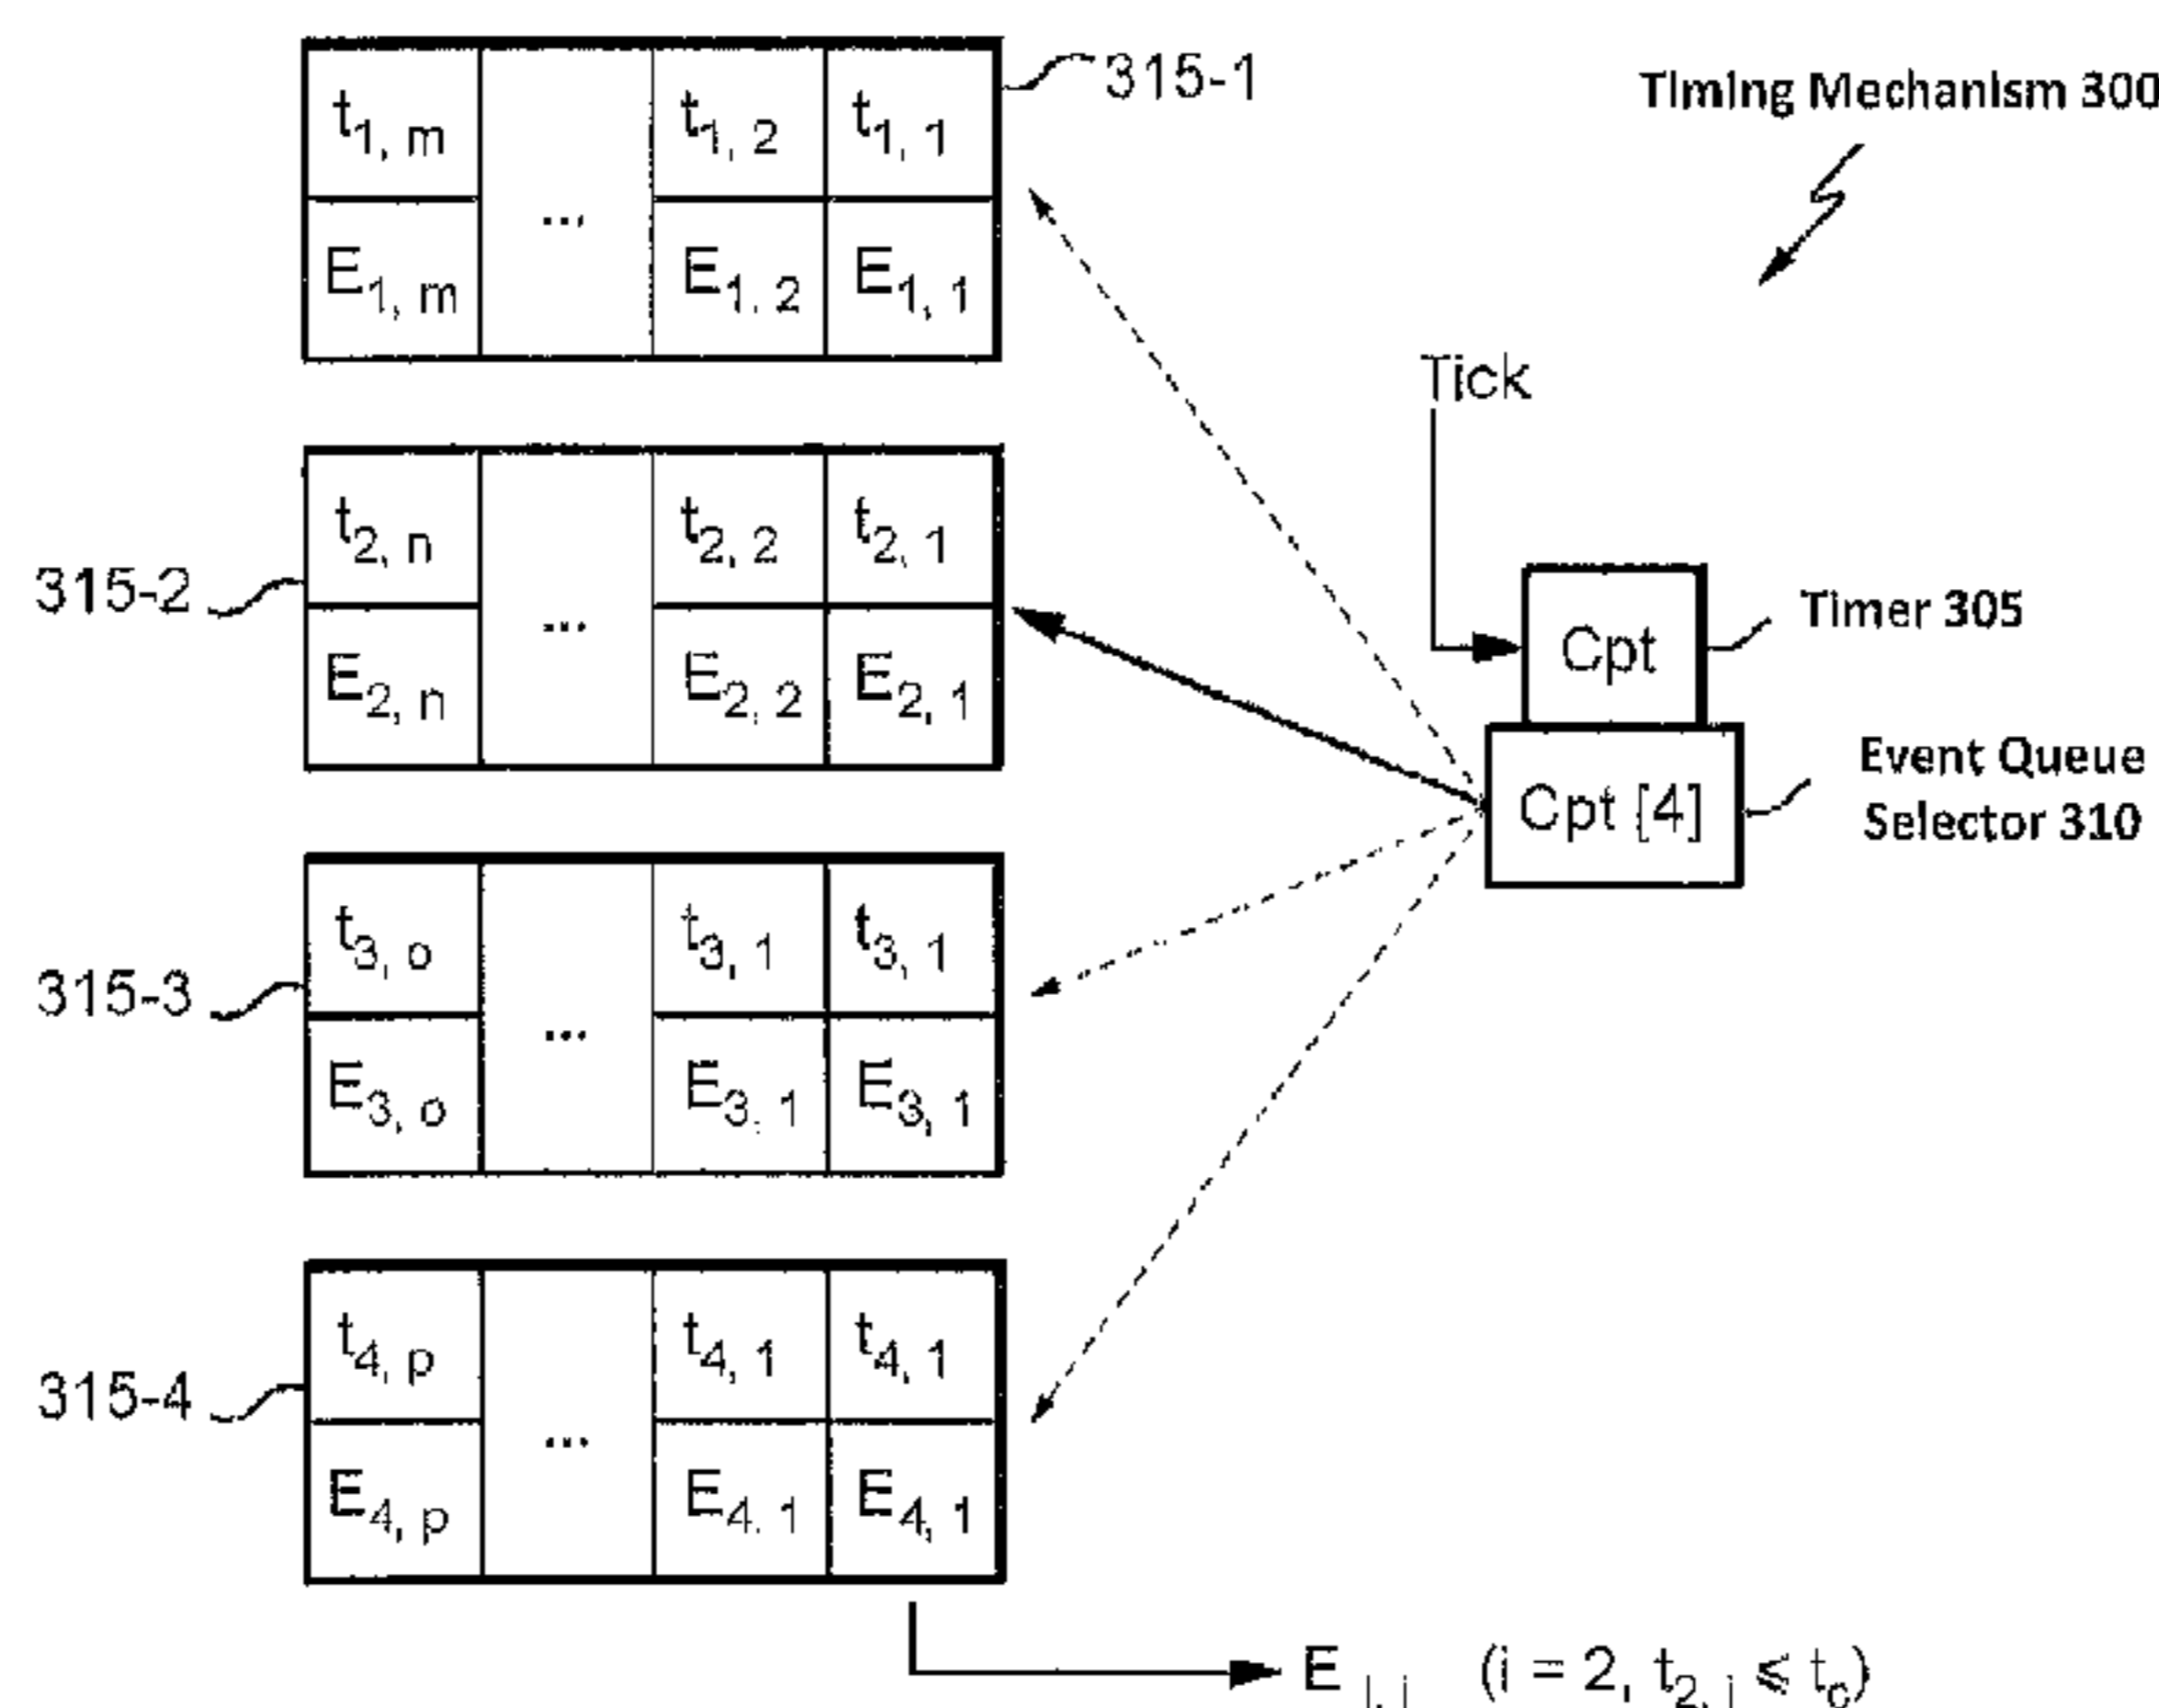 315-1
Timing Mechanism 300
t1, m ... t1, 2 t1, 1
E1, m E1, 2 E1, 1
Tick
315-2
t2, n ... t2, 2 t2, 1
E2, n E2, 2 E2, 1
Cpt
Timer 305
Cpt [4]
Event Queue
Selector 310
315-3
t3, o ... t3, 1 t3, 1
E3, o E3, 1 E3, 1
315-4
t4, p ... t4, 1 t4, 1
E4, p E4, 1 E4, 1
E i, j (i = 2, t2, j ⩽ tc)